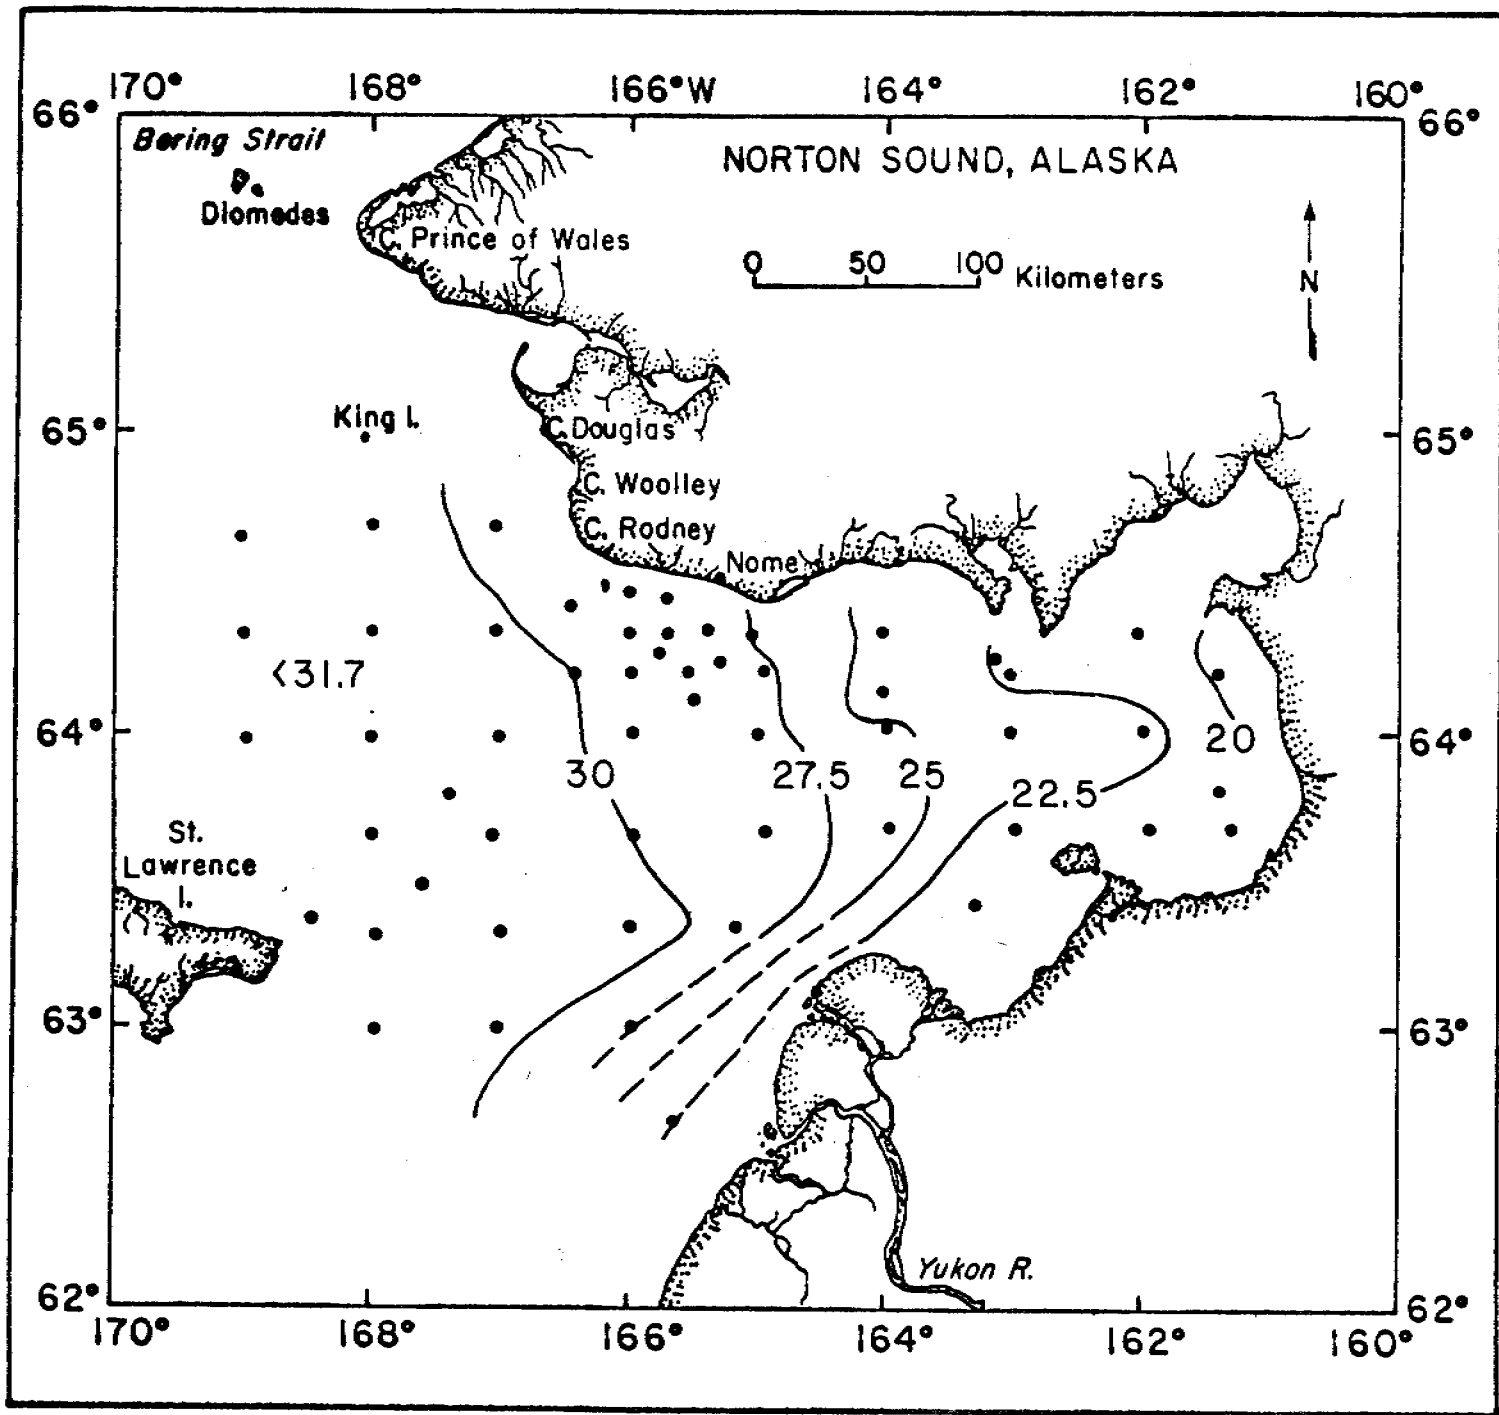 170° 168° 166°W 164° 162° 160°
66° 66°
Bering Strait
NORTON SOUND, ALASKA
Diomedes
C. Prince of Wales
0 50 100 Kilometers
N
King I.
65° 65°
C. Douglas
C. Woolley
C. Rodney
Nome
<31.7
64° 64°
20
30 27.5 25 22.5
St.
Lawrence
I.
63° 63°
Yukon R.
62° 62°
170° 168° 166° 164° 162° 160°